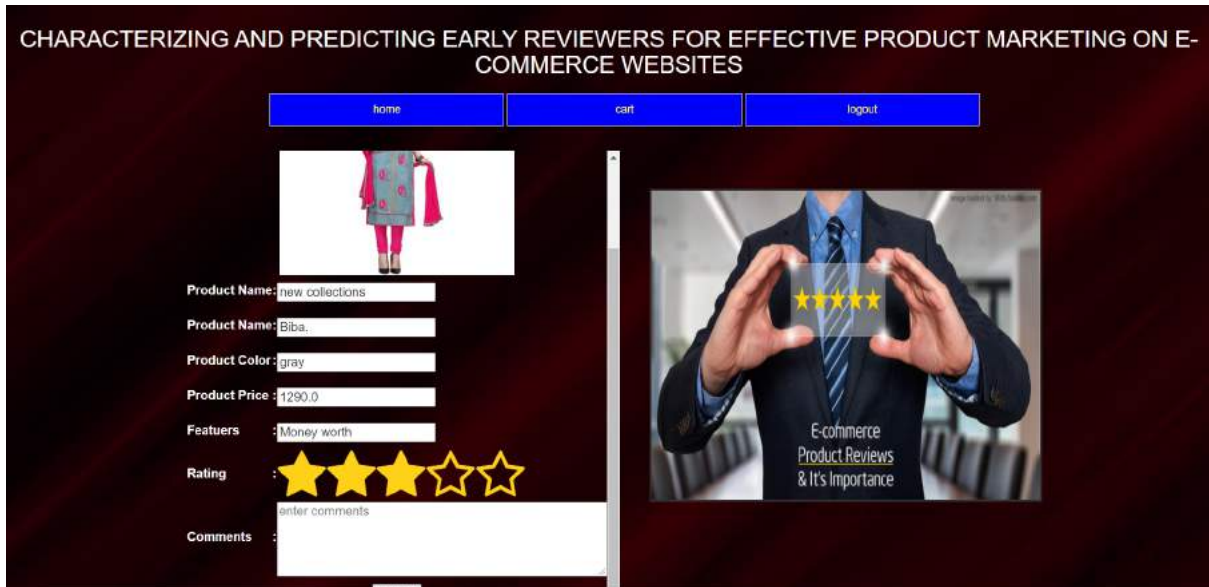 CHARACTERIZING AND PREDICTING EARLY REVIEWERS FOR EFFECTIVE PRODUCT MARKETING ON E-
COMMERCE WEBSITES
home cart logout
Product Name: new collections
Product Name: Biba.
Product Color: gray
Product Price : 1290.0
Featuers : Money worth
Rating :
Comments : enter comments
E-commerce
Product Reviews
& It's Importance